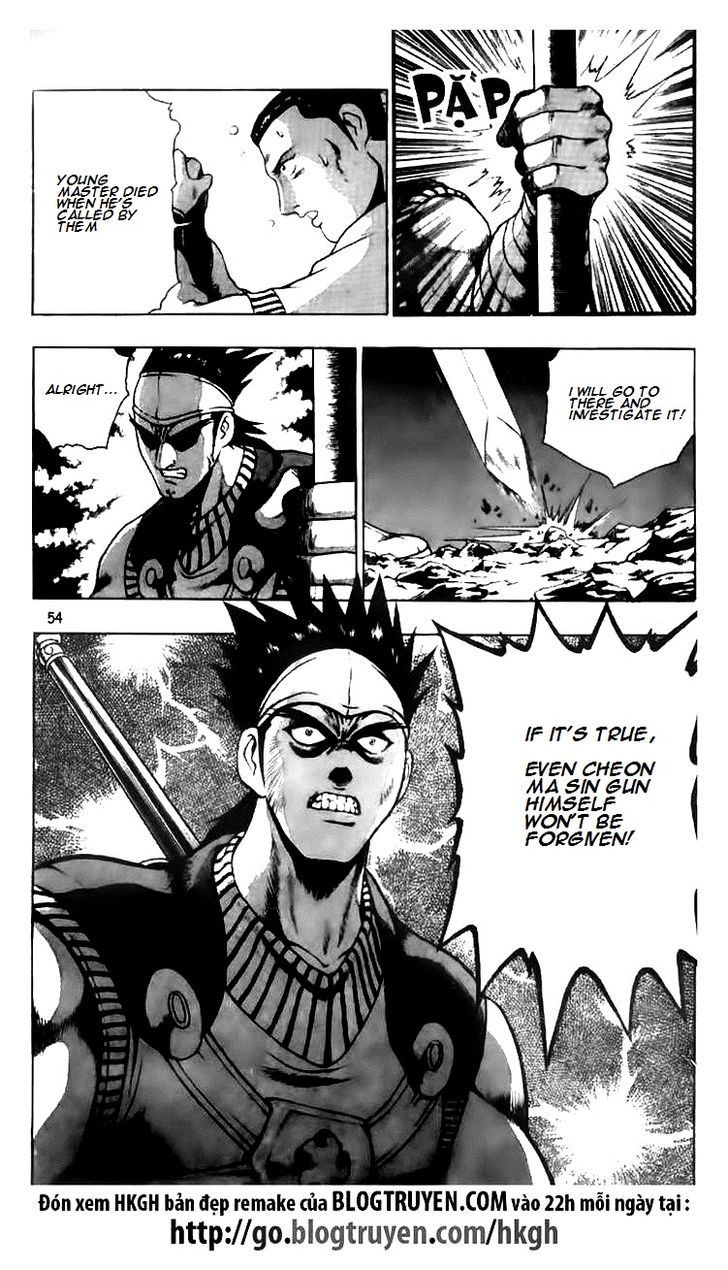 YOUNG
MASTER DIED
WHEN HE'S
CALLED BY
THEM
PẶP
ALRIGHT...
I WILL GO TO
THERE AND
INVESTIGATE IT!
54
IF IT'S TRUE,
EVEN CHEON
MA SIN GUN
HIMSELF
WON'T BE
FORGIVEN!
Đón xem HKGH bản đẹp remake của BLOGTRUYEN.COM vào 22h mỗi ngày tại :
http://go.blogtruyen.com/hkgh